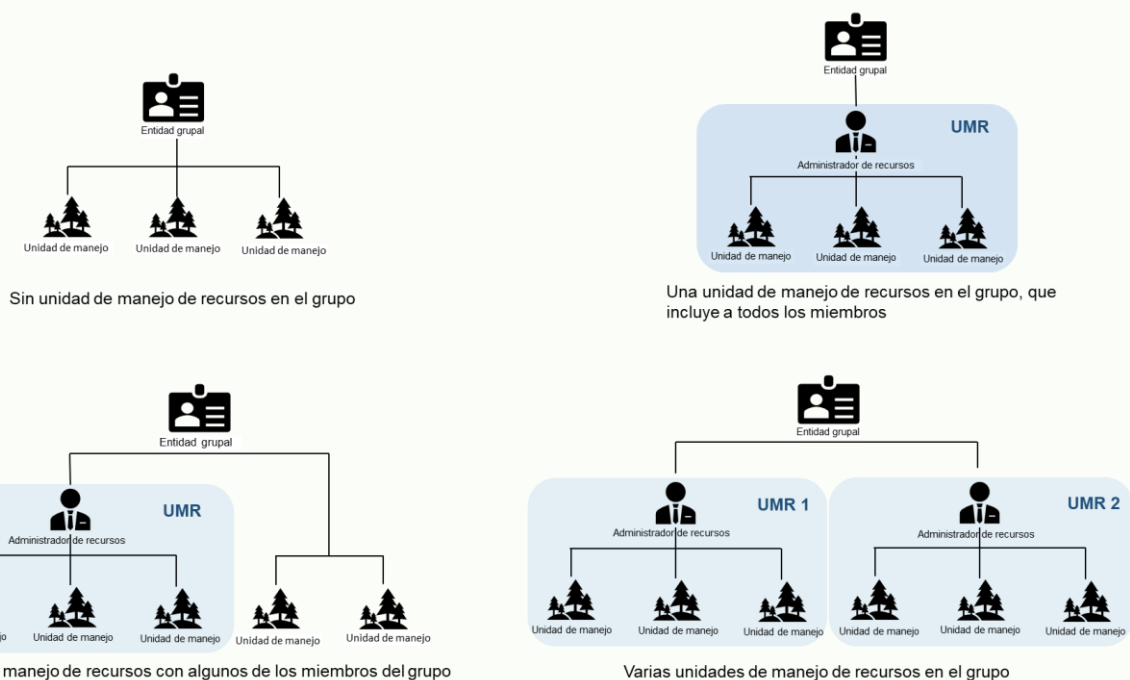 Entidad grupal
Unidad de manejo Unidad de manejo Unidad de manejo
Sin unidad de manejo de recursos en el grupo
Entidad grupal
UMR
Administrador de recursos
Unidad de manejo Unidad de manejo Unidad de manejo
Una unidad de manejo de recursos en el grupo, que
incluye a todos los miembros
Entidad grupal
UMR
Administrador de recursos
Unidad de manejo Unidad de manejo Unidad de manejo Unidad de manejo
manejo de recursos con algunos de los miembros del grupo
Entidad grupal
UMR 1
Administrador de recursos
Unidad de manejo Unidad de manejo Unidad de manejo
UMR 2
Administrador de recursos
Unidad de manejo Unidad de manejo Unidad de manejo
Varias unidades de manejo de recursos en el grupo